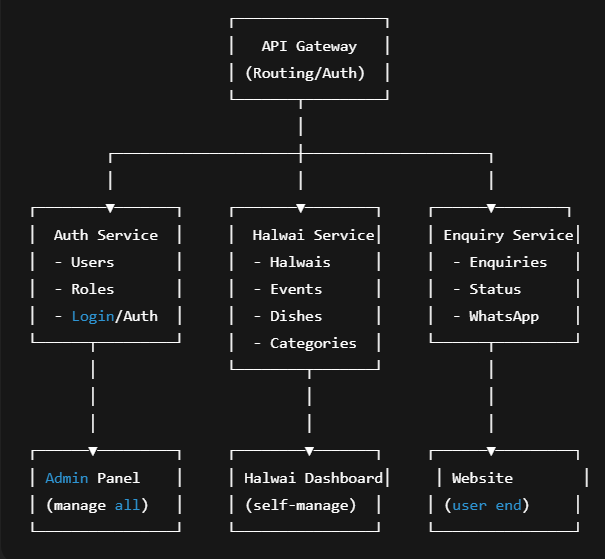 API Gateway
(Routing/Auth)
Auth Service
- Users
- Roles
- Login/Auth
Halwai Service
- Halwais
- Events
- Dishes
- Categories
Enquiry Service
- Enquiries
- Status
- WhatsApp
Admin Panel
(manage all)
Halwai Dashboard
(self-manage)
Website
(user end)